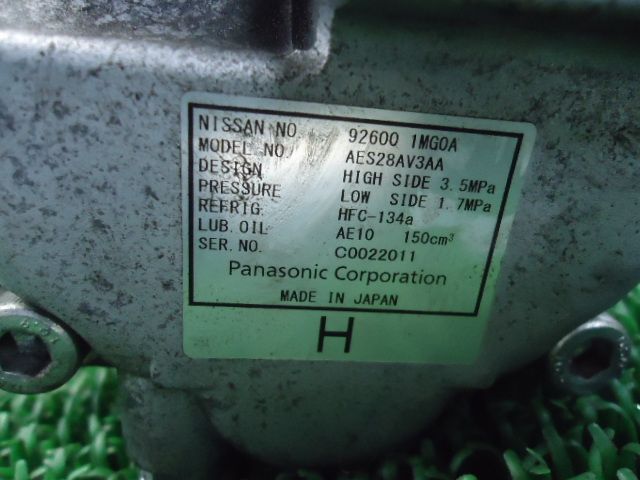 NISSAN NO. 92600 1MG0A
MODEL NO. AES28AV3AA
DESIGN HIGH SIDE 3.5MPa
PRESSURE LOW SIDE 1.7MPa
REFRIG. HFC-134a
LUB. OIL AE10 150cm³
SER. NO. C0022011
Panasonic Corporation
MADE IN JAPAN
H